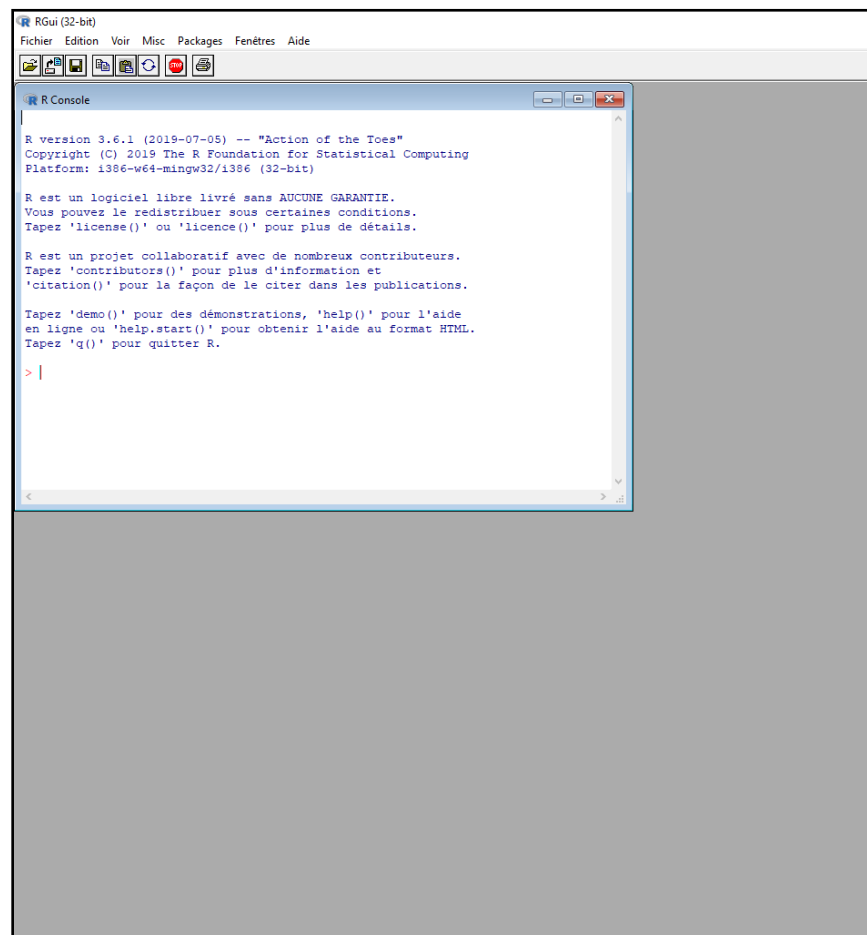 RGui (32-bit)
Fichier Edition Voir Misc Packages Fenêtres Aide
STOP
R Console
R version 3.6.1 (2019-07-05) -- "Action of the Toes"
Copyright (C) 2019 The R Foundation for Statistical Computing
Platform: i386-w64-mingw32/i386 (32-bit)
R est un logiciel libre livré sans AUCUNE GARANTIE.
Vous pouvez le redistribuer sous certaines conditions.
Tapez 'license()' ou 'licence()' pour plus de détails.
R est un projet collaboratif avec de nombreux contributeurs.
Tapez 'contributors()' pour plus d'information et
'citation()' pour la façon de le citer dans les publications.
Tapez 'demo()' pour des démonstrations, 'help()' pour l'aide
en ligne ou 'help.start()' pour obtenir l'aide au format HTML.
Tapez 'q()' pour quitter R.
>